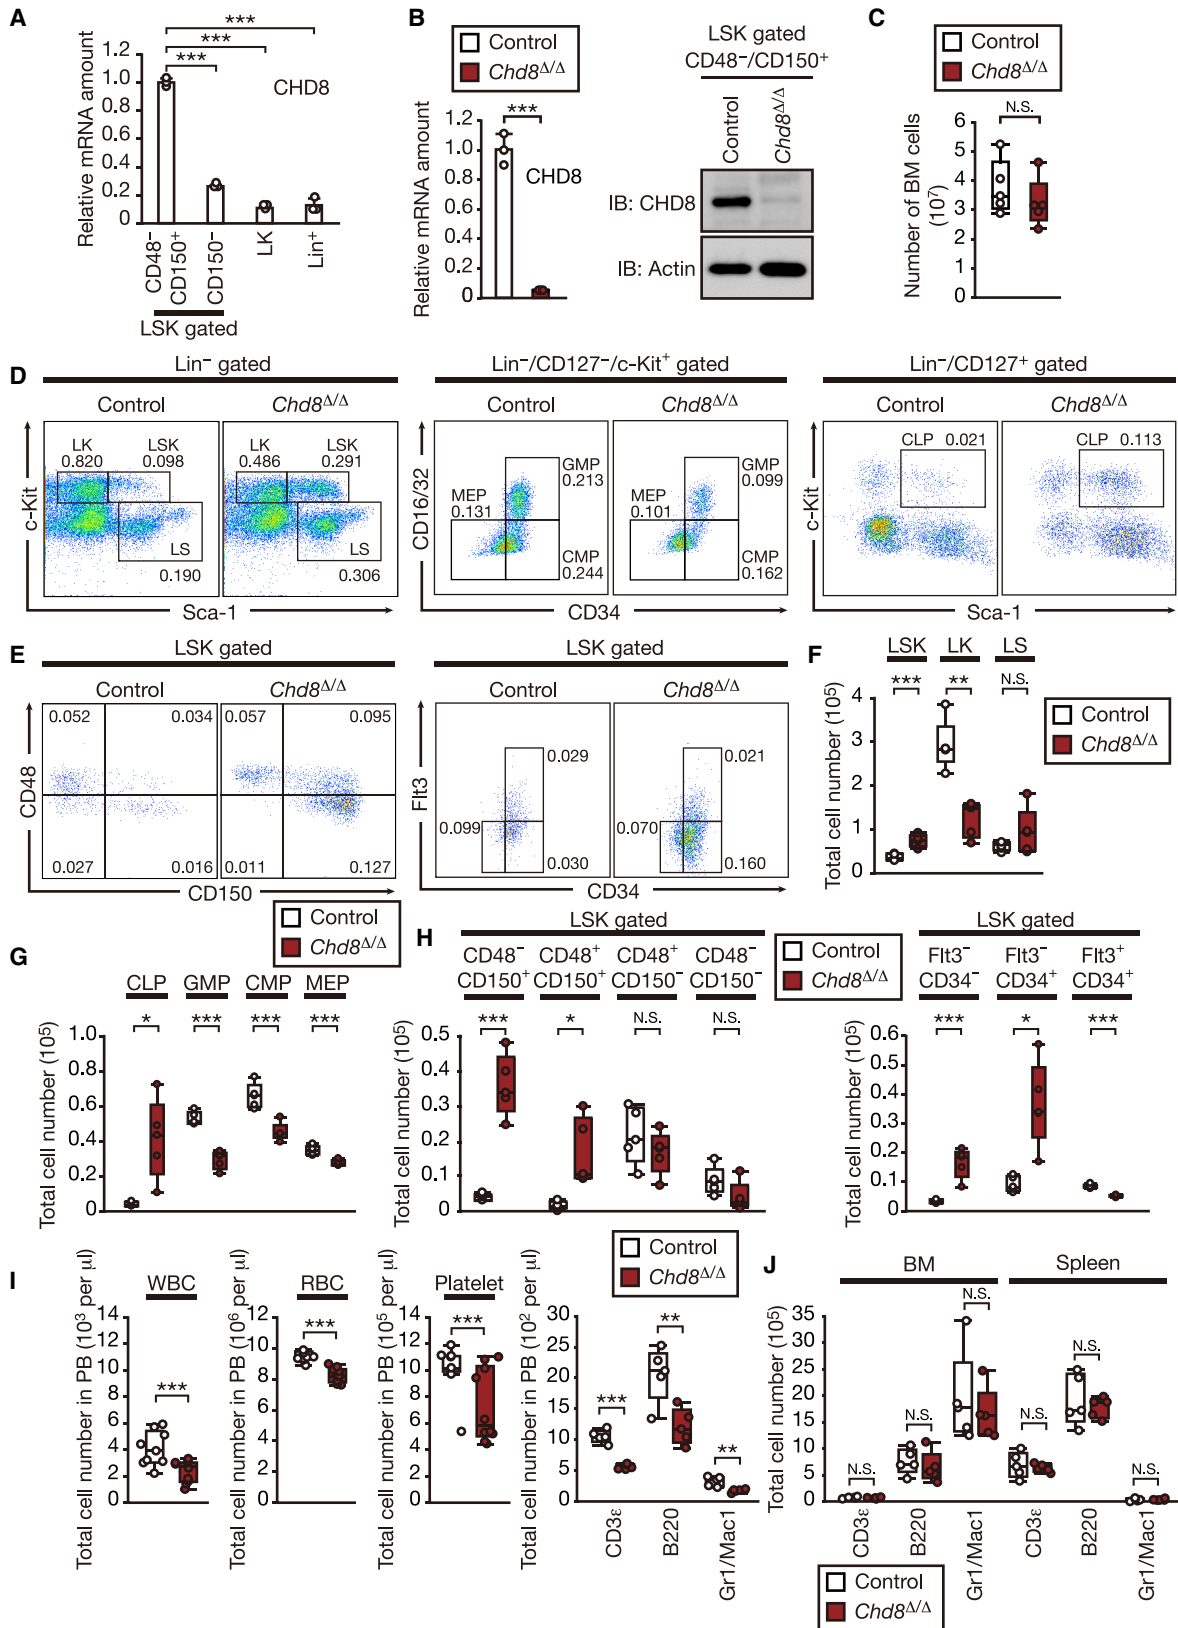 A
***
***
***
CHD8
Relative mRNA amount
1.2
1.0
0.8
0.6
0.4
0.2
0
CD48⁻
CD150⁺
CD150⁻
LK
Lin⁺
LSK gated
B
Control
Chd8Δ/Δ
***
CHD8
Relative mRNA amount
1.2
1.0
0.8
0.6
0.4
0.2
0
LSK gated
CD48⁻/CD150⁺
Control
Chd8Δ/Δ
IB: CHD8
IB: Actin
C
Control
Chd8Δ/Δ
N.S.
Number of BM cells
(10⁷)
6
5
4
3
2
1
0
D
Lin⁻ gated
Control
Chd8Δ/Δ
LK
0.820
LSK
0.098
LS
0.190
LK
0.486
LSK
0.291
LS
0.306
c-Kit
Sca-1
Lin⁻/CD127⁻/c-Kit⁺ gated
Control
Chd8Δ/Δ
GMP
0.213
MEP
0.131
CMP
0.244
GMP
0.099
MEP
0.101
CMP
0.162
CD16/32
CD34
Lin⁻/CD127⁺ gated
Control
Chd8Δ/Δ
CLP 0.021
CLP 0.113
c-Kit
Sca-1
E
LSK gated
Control
Chd8Δ/Δ
0.052
0.034
0.027
0.016
0.057
0.095
0.011
0.127
CD48
CD150
LSK gated
Control
Chd8Δ/Δ
0.029
0.099
0.030
0.021
0.070
0.160
Flt3
CD34
F
LSK
LK
LS
***
**
N.S.
Control
Chd8Δ/Δ
Total cell number (10⁵)
4
3
2
1
0
G
Control
Chd8Δ/Δ
CLP
GMP
CMP
MEP
*
***
***
***
Total cell number (10⁵)
1.0
0.8
0.6
0.4
0.2
0
H
LSK gated
CD48⁻
CD150⁺
CD48⁺
CD150⁺
CD48⁺
CD150⁻
CD48⁻
CD150⁻
***
*
N.S.
N.S.
Control
Chd8Δ/Δ
Total cell number (10⁵)
0.5
0.4
0.3
0.2
0.1
0
LSK gated
Flt3⁻
CD34⁻
Flt3⁻
CD34⁺
Flt3⁺
CD34⁺
***
*
***
Total cell number (10⁵)
0.6
0.5
0.4
0.3
0.2
0.1
0
I
WBC
***
Total cell number in PB (10³ per μl)
14
12
10
8
6
4
2
0
RBC
***
Total cell number in PB (10⁶ per μl)
12
10
8
6
4
2
0
Platelet
***
Total cell number in PB (10⁵ per μl)
14
12
10
8
6
4
2
0
Control
Chd8Δ/Δ
***
**
**
Total cell number in PB (10² per μl)
30
25
20
15
10
5
0
CD3ε
B220
Gr1/Mac1
J
BM
Spleen
N.S.
N.S.
N.S.
N.S.
N.S.
N.S.
Total cell number (10⁵)
35
30
25
20
15
10
5
0
CD3ε
B220
Gr1/Mac1
CD3ε
B220
Gr1/Mac1
Control
Chd8Δ/Δ